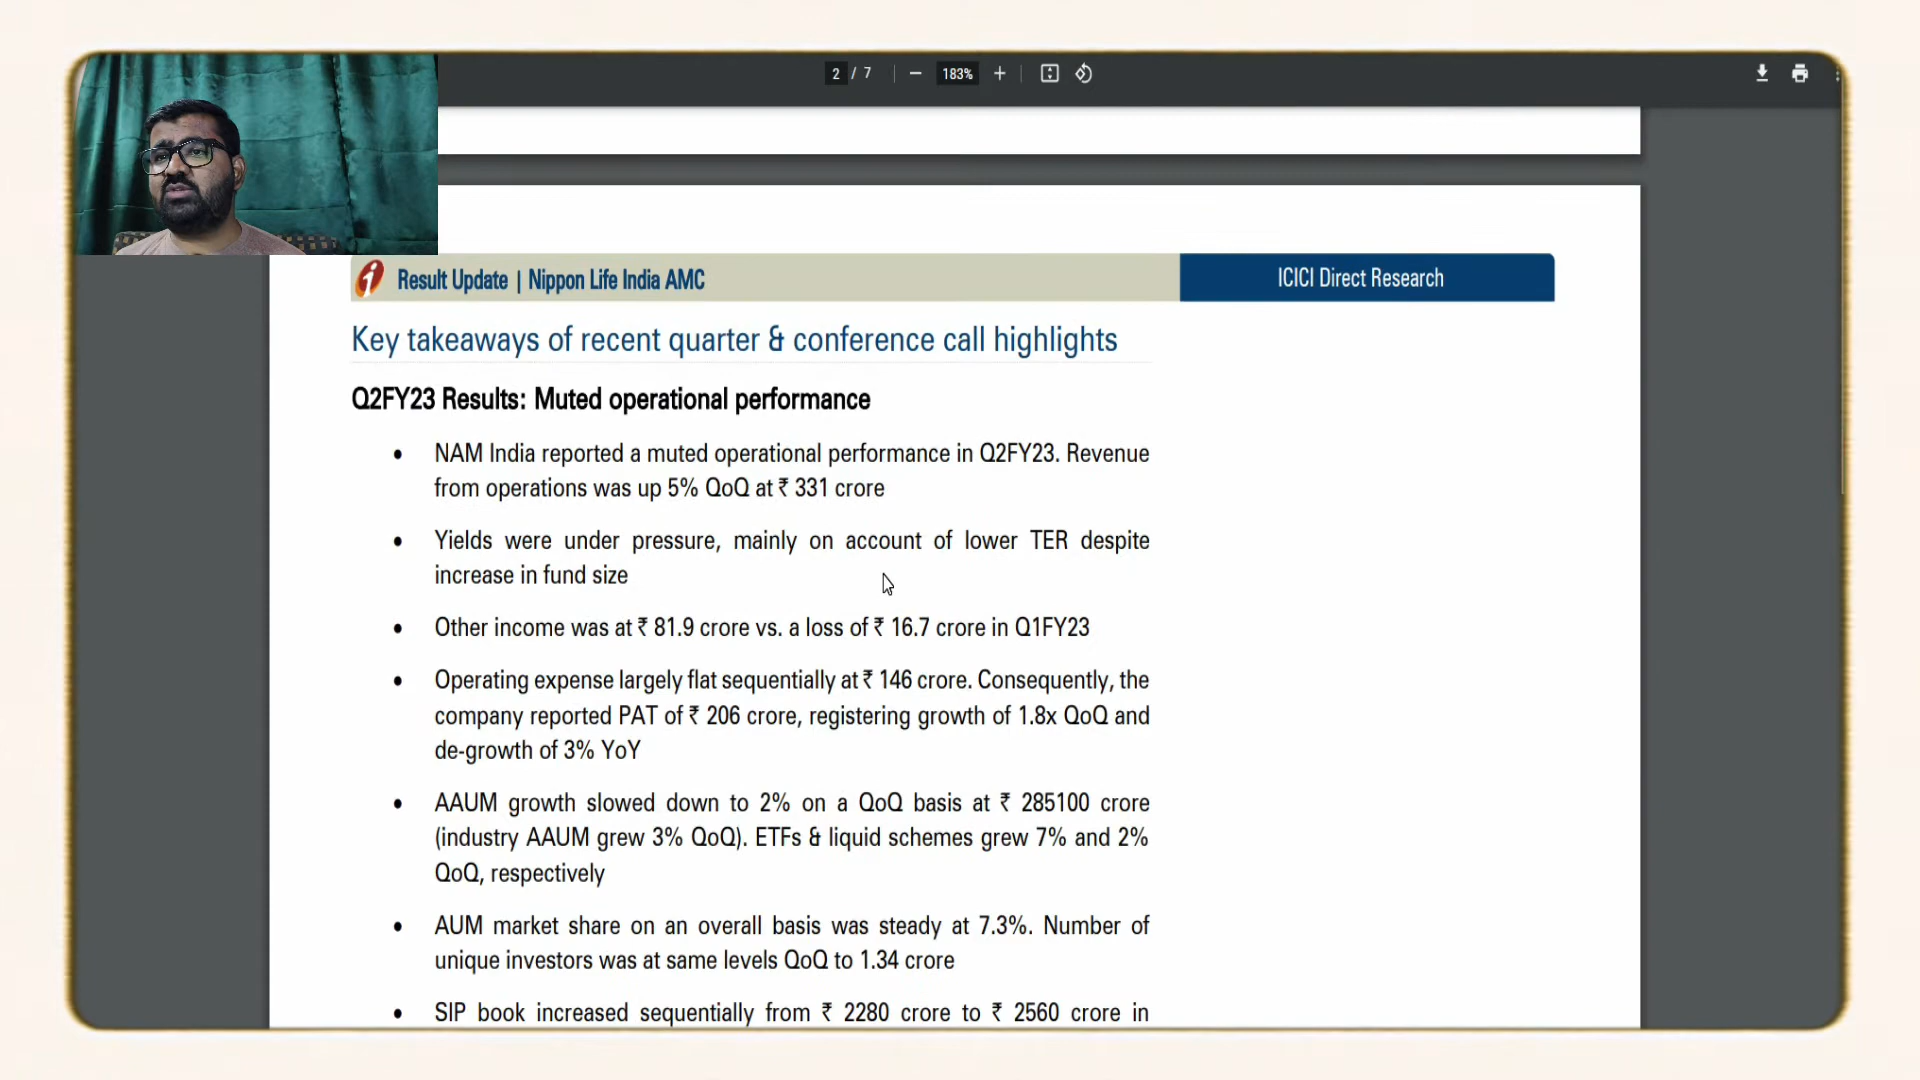 2 / 7 − 183% +
Result Update | Nippon Life India AMC
ICICI Direct Research
Key takeaways of recent quarter & conference call highlights
Q2FY23 Results: Muted operational performance
• NAM India reported a muted operational performance in Q2FY23. Revenue
from operations was up 5% QoQ at ₹ 331 crore
• Yields were under pressure, mainly on account of lower TER despite
increase in fund size
• Other income was at ₹ 81.9 crore vs. a loss of ₹ 16.7 crore in Q1FY23
• Operating expense largely flat sequentially at ₹ 146 crore. Consequently, the
company reported PAT of ₹ 206 crore, registering growth of 1.8x QoQ and
de-growth of 3% YoY
• AAUM growth slowed down to 2% on a QoQ basis at ₹ 285100 crore
(industry AAUM grew 3% QoQ). ETFs & liquid schemes grew 7% and 2%
QoQ, respectively
• AUM market share on an overall basis was steady at 7.3%. Number of
unique investors was at same levels QoQ to 1.34 crore
• SIP book increased sequentially from ₹ 2280 crore to ₹ 2560 crore in